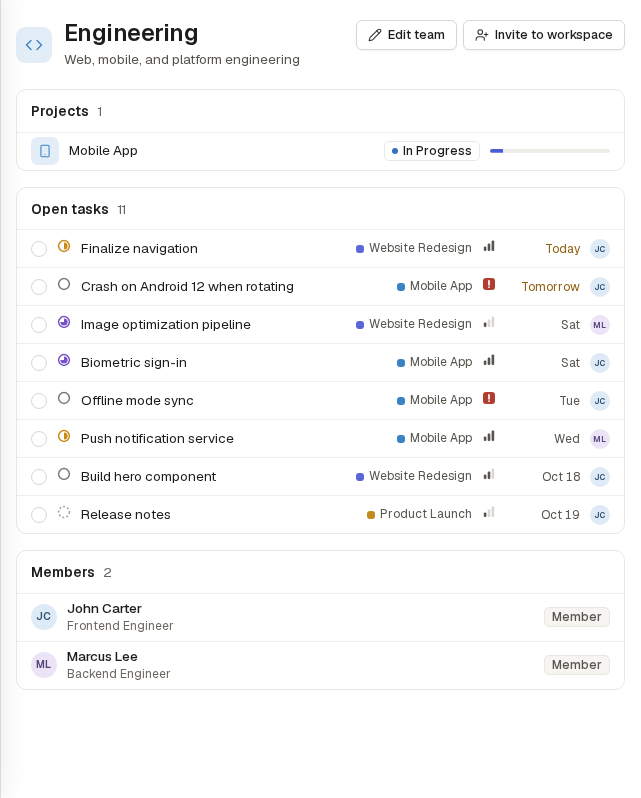 Engineering
Web, mobile, and platform engineering
Edit team
Invite to workspace
Projects 1
Mobile App In Progress
Open tasks 11
Finalize navigation Website Redesign Today JC
Crash on Android 12 when rotating Mobile App ! Tomorrow JC
Image optimization pipeline Website Redesign Sat ML
Biometric sign-in Mobile App Sat JC
Offline mode sync Mobile App ! Tue JC
Push notification service Mobile App Wed ML
Build hero component Website Redesign Oct 18 JC
Release notes Product Launch Oct 19 JC
Members 2
JC John Carter Member
Frontend Engineer
ML Marcus Lee Member
Backend Engineer